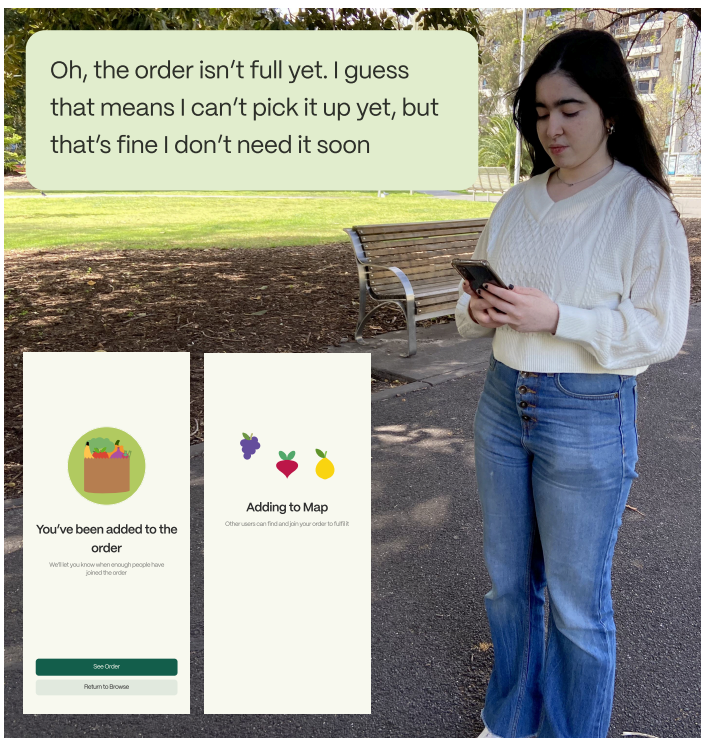 Oh, the order isn't full yet. I guess
that means I can't pick it up yet, but
that's fine I don't need it soon
You've been added to the
order
We'll let you know when enough people have
joined the order
See Order
Return to Browse
Adding to Map
Other users can find and join your order to fulfil it